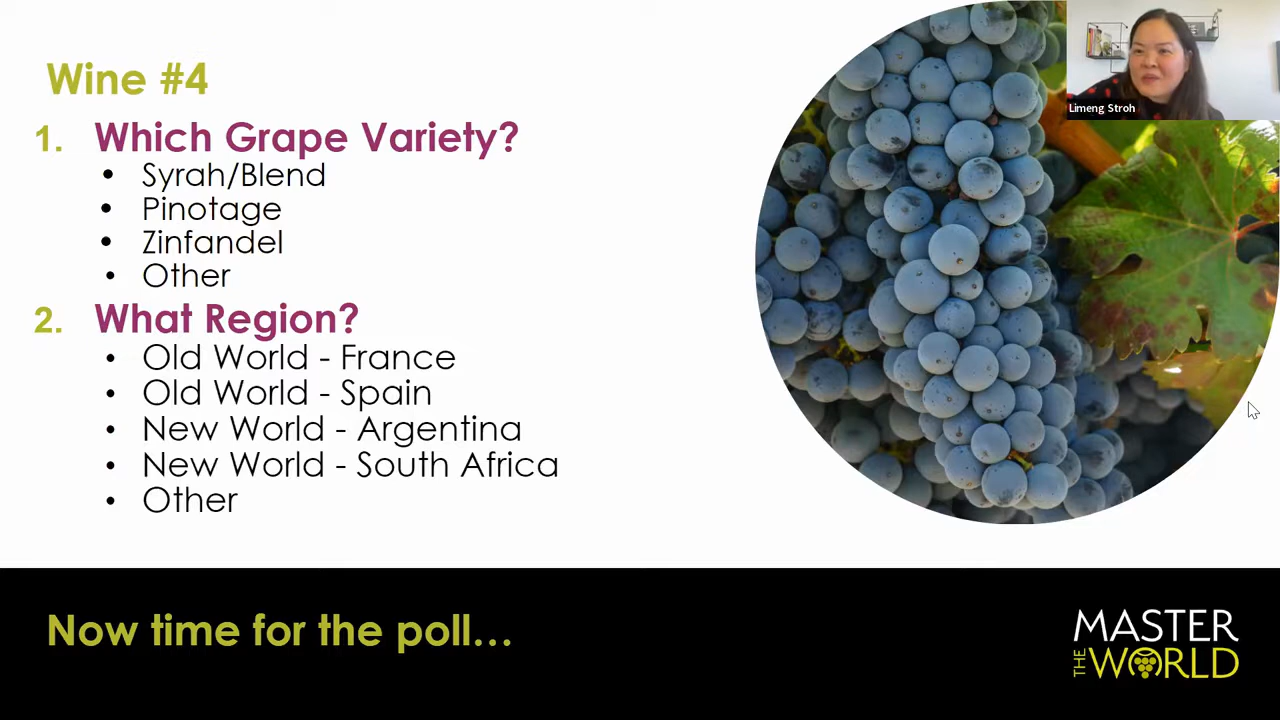 Wine #4
1. Which Grape Variety?
• Syrah/Blend
• Pinotage
• Zinfandel
• Other
2. What Region?
• Old World - France
• Old World - Spain
• New World - Argentina
• New World - South Africa
• Other
Limeng Stroh
Now time for the poll...
MASTER
THE WORLD